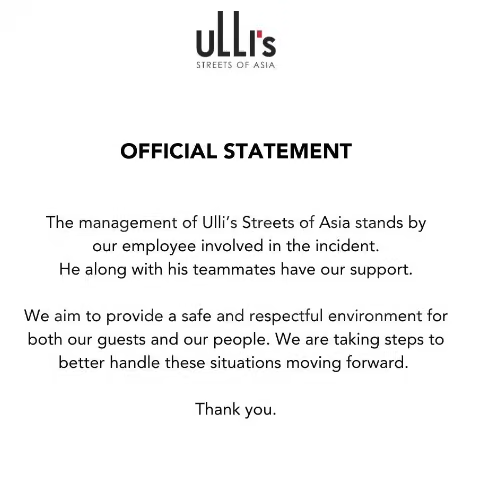 ulli's
STREETS OF ASIA
OFFICIAL STATEMENT
The management of Ulli's Streets of Asia stands by
our employee involved in the incident.
He along with his teammates have our support.
We aim to provide a safe and respectful environment for
both our guests and our people. We are taking steps to
better handle these situations moving forward.
Thank you.